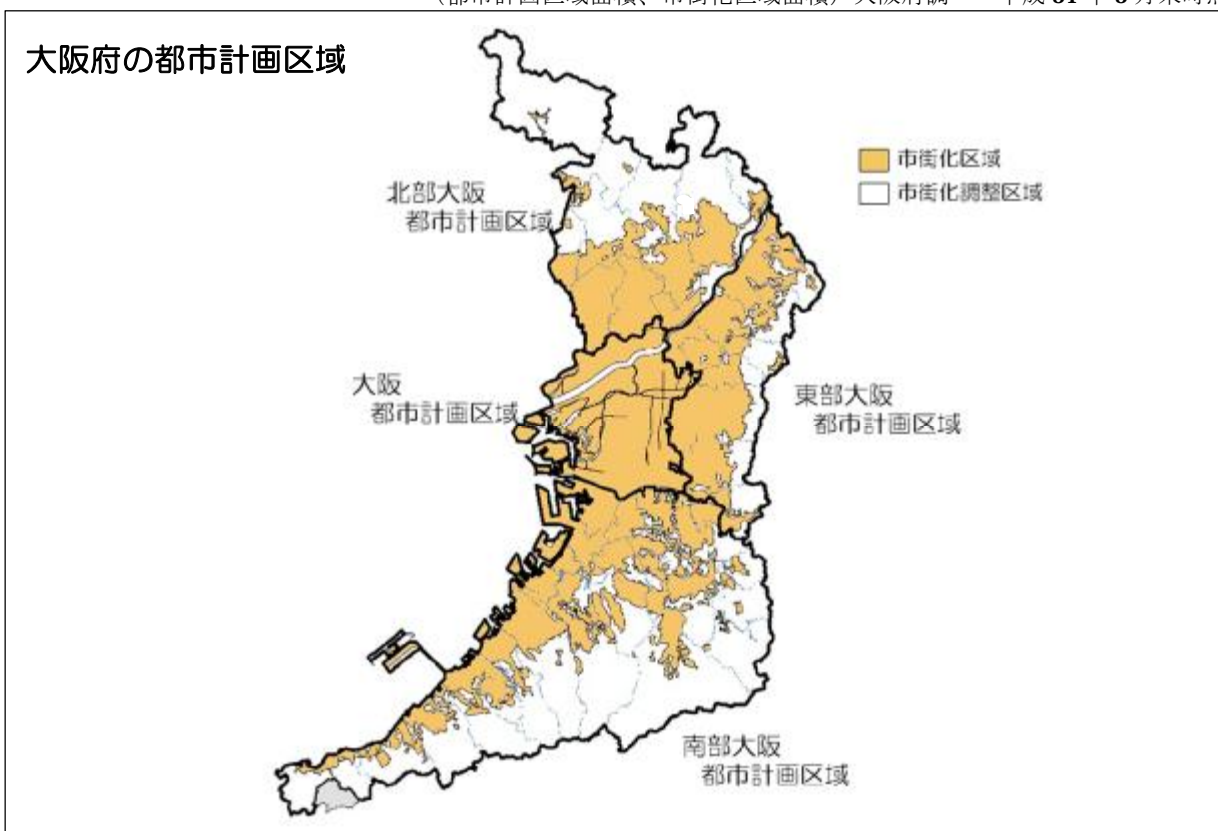 大阪府の都市計画区域
市街化区域
市街化調整区域
北部大阪
都市計画区域
大阪
都市計画区域
東部大阪
都市計画区域
南部大阪
都市計画区域